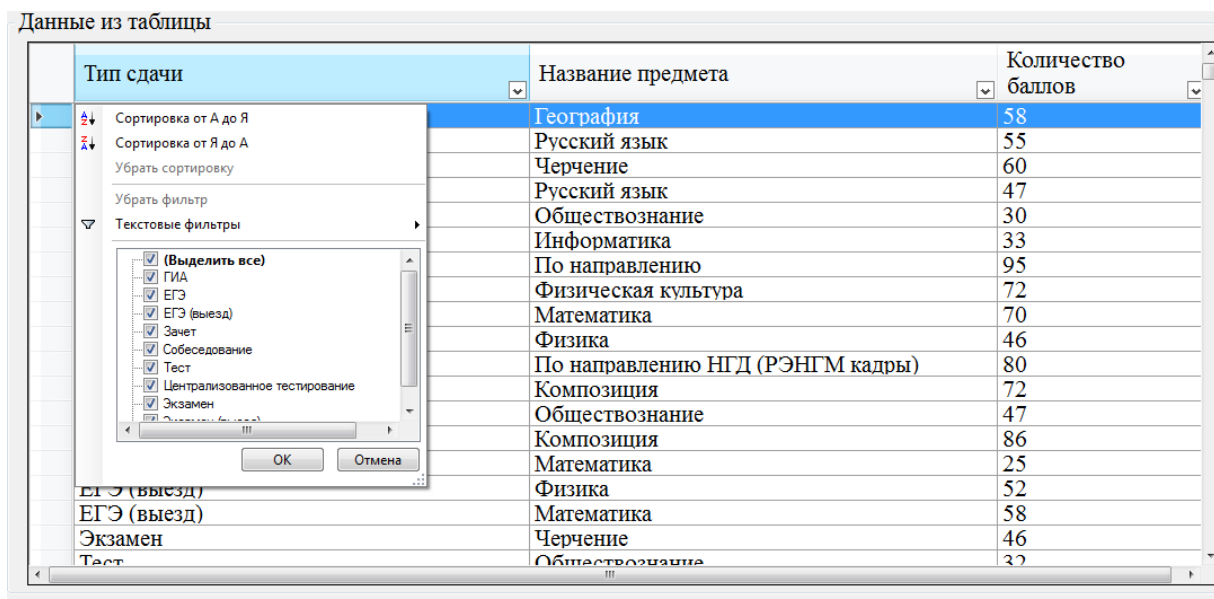 Данные из таблицы
Тип сдачи Название предмета Количество баллов
География 58
Русский язык 55
Черчение 60
Русский язык 47
Обществознание 30
Информатика 33
По направлению 95
Физическая культура 72
Математика 70
Физика 46
По направлению НГД (РЭНГМ кадры) 80
Композиция 72
Обществознание 47
Композиция 86
Математика 25
ЕГЭ (выезд) Физика 52
ЕГЭ (выезд) Математика 58
Экзамен Черчение 46
Тест Обществознание 32
Сортировка от А до Я
Сортировка от Я до А
Убрать сортировку
Убрать фильтр
Текстовые фильтры
(Выделить все)
ГИА
ЕГЭ
ЕГЭ (выезд)
Зачет
Собеседование
Тест
Централизованное тестирование
Экзамен
OK Отмена